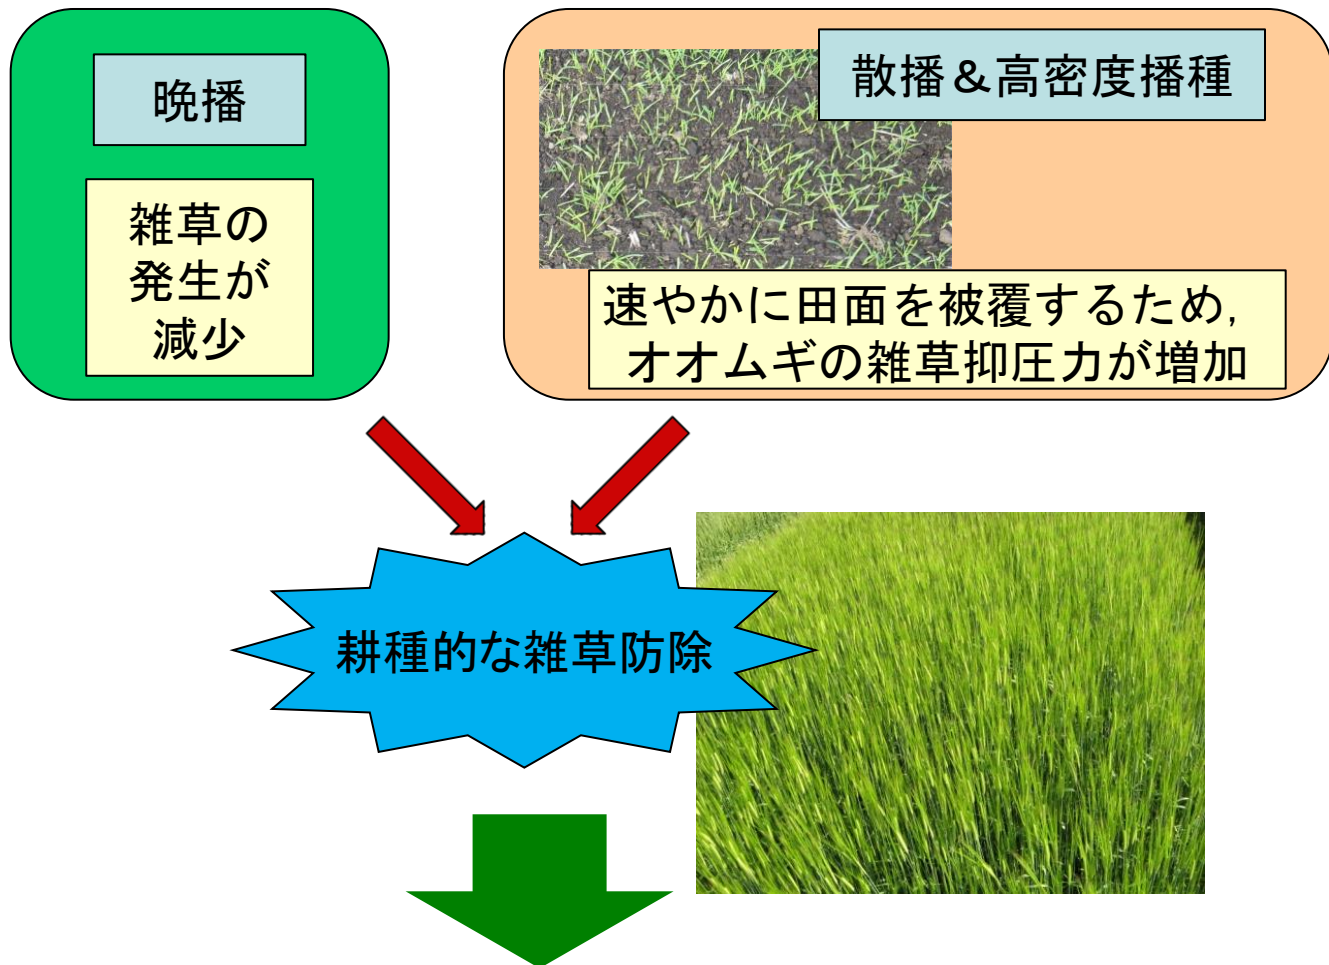 晩播
雑草の
発生が
減少
散播＆高密度播種
速やかに田面を被覆するため，
オオムギの雑草抑圧力が増加
耕種的な雑草防除